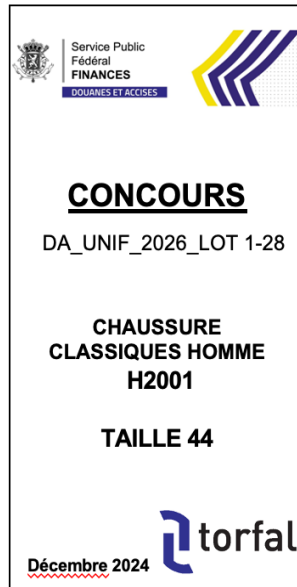 Service Public
Fédéral
FINANCES
DOUANES ET ACCISES
CONCOURS
DA_UNIF_2026_LOT 1-28
CHAUSSURE
CLASSIQUES HOMME
H2001
TAILLE 44
torfal
Décembre 2024